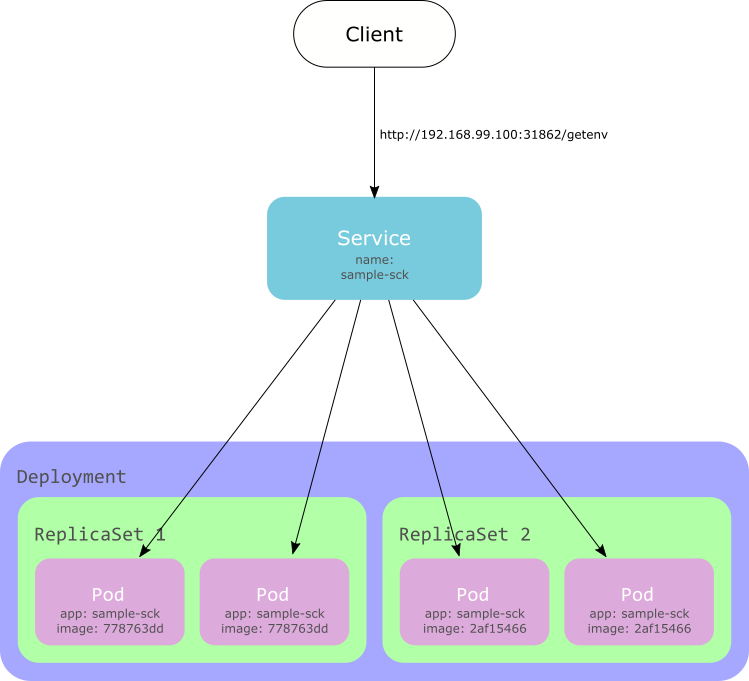 Client
http://192.168.99.100:31862/getenv
Service
name:
sample-sck
Deployment
ReplicaSet 1
ReplicaSet 2
Pod
app: sample-sck
image: 778763dd
Pod
app: sample-sck
image: 778763dd
Pod
app: sample-sck
image: 2af15466
Pod
app: sample-sck
image: 2af15466